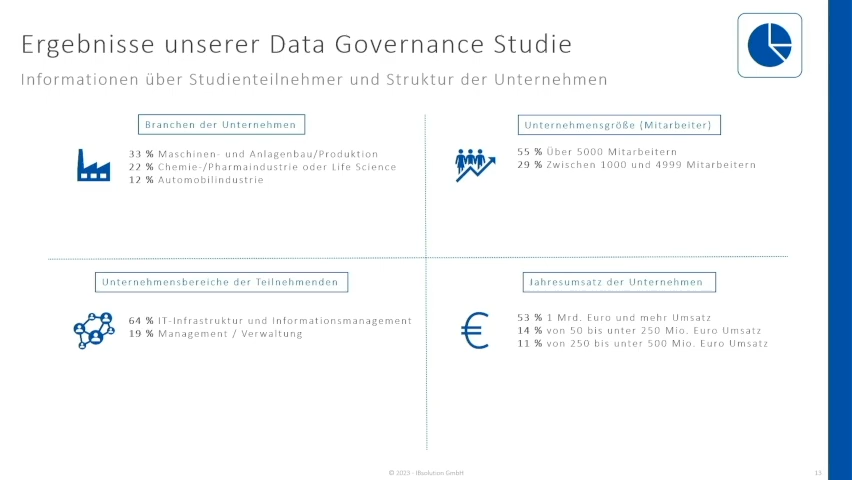 Ergebnisse unserer Data Governance Studie
Informationen über Studienteilnehmer und Struktur der Unternehmen
Branchen der Unternehmen
33 % Maschinen- und Anlagenbau/Produktion
22 % Chemie-/Pharmaindustrie oder Life Science
12 % Automobilindustrie
Unternehmensgröße (Mitarbeiter)
55 % Über 5000 Mitarbeitern
29 % Zwischen 1000 und 4999 Mitarbeitern
Unternehmensbereiche der Teilnehmenden
64 % IT-Infrastruktur und Informationsmanagement
19 % Management / Verwaltung
Jahresumsatz der Unternehmen
53 % 1 Mrd. Euro und mehr Umsatz
14 % von 50 bis unter 250 Mio. Euro Umsatz
11 % von 250 bis unter 500 Mio. Euro Umsatz
© 2023 - IBsolution GmbH